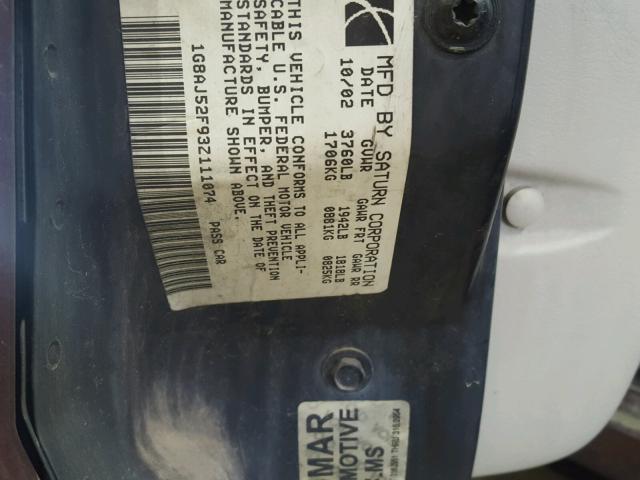 MFD BY SATURN CORPORATION
DATE GVWR GAWR FRT GAWR RR
10/02 3760LB 1942LB 1818LB
1706KG 0881KG 0825KG
THIS VEHICLE CONFORMS TO ALL APPLI-
CABLE U.S. FEDERAL MOTOR VEHICLE
SAFETY, BUMPER, AND THEFT PREVENTION
STANDARDS IN EFFECT ON THE DATE OF
MANUFACTURE SHOWN ABOVE.
1G8AJ52F93Z111074 PASS CAR
MAR
MOTIVE
-MS